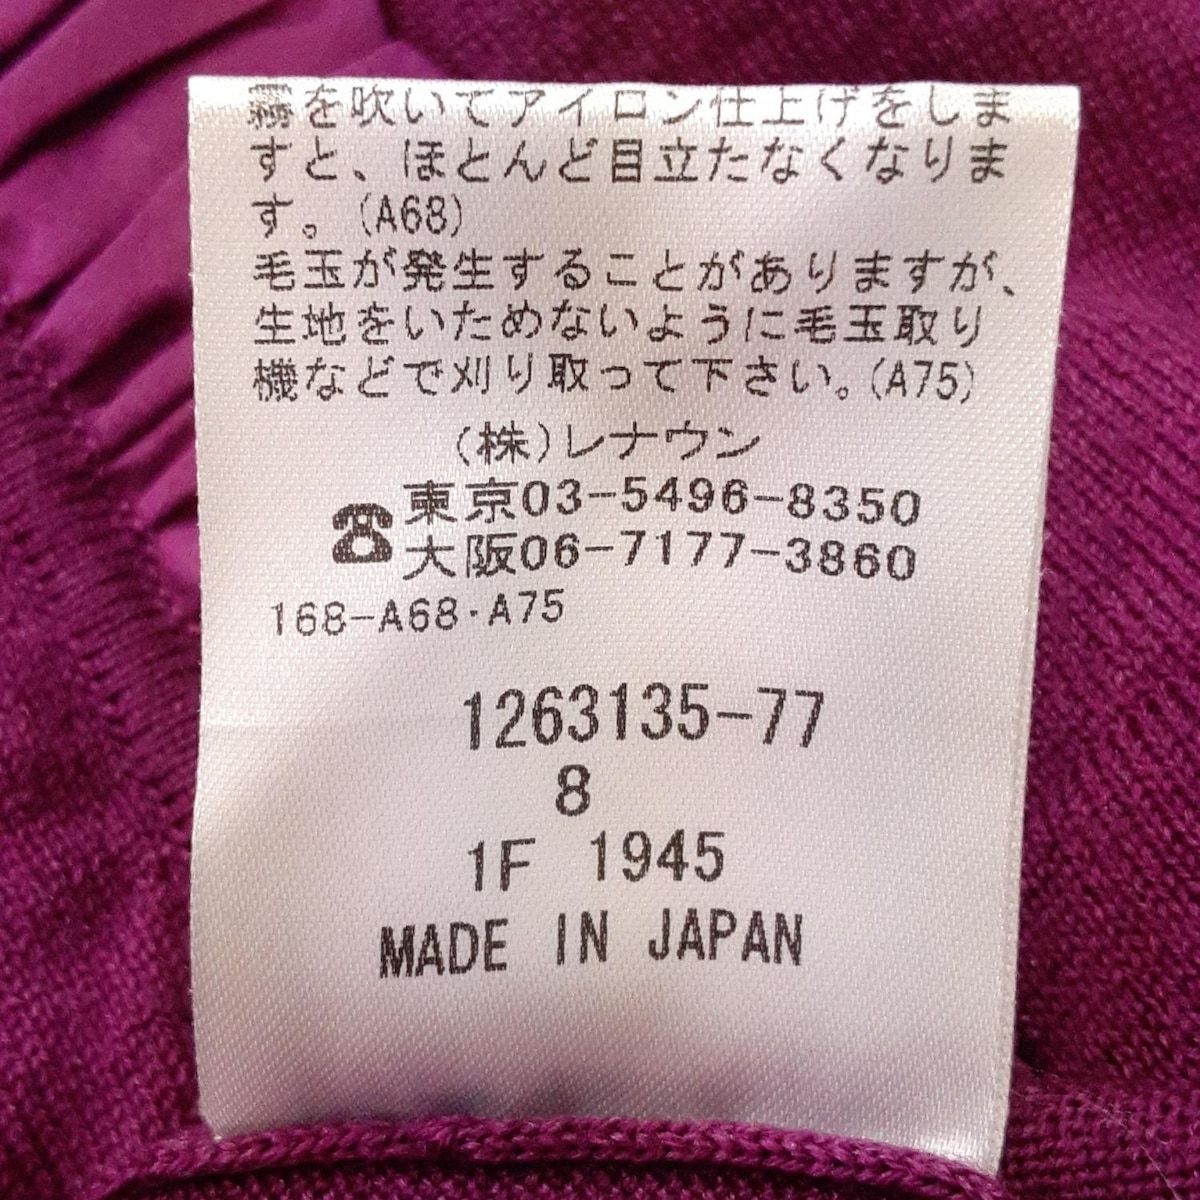 霧を吹いてアイロン仕上げをしま
すと、ほとんど目立たなくなりま
す。(A68)
毛玉が発生することがありますが、
生地をいためないように毛玉取り
機などで刈り取って下さい。(A75)
(株)レナウン
☎東京03-5496-8350
大阪06-7177-3860
168-A68·A75
1263135-77
8
1F 1945
MADE IN JAPAN